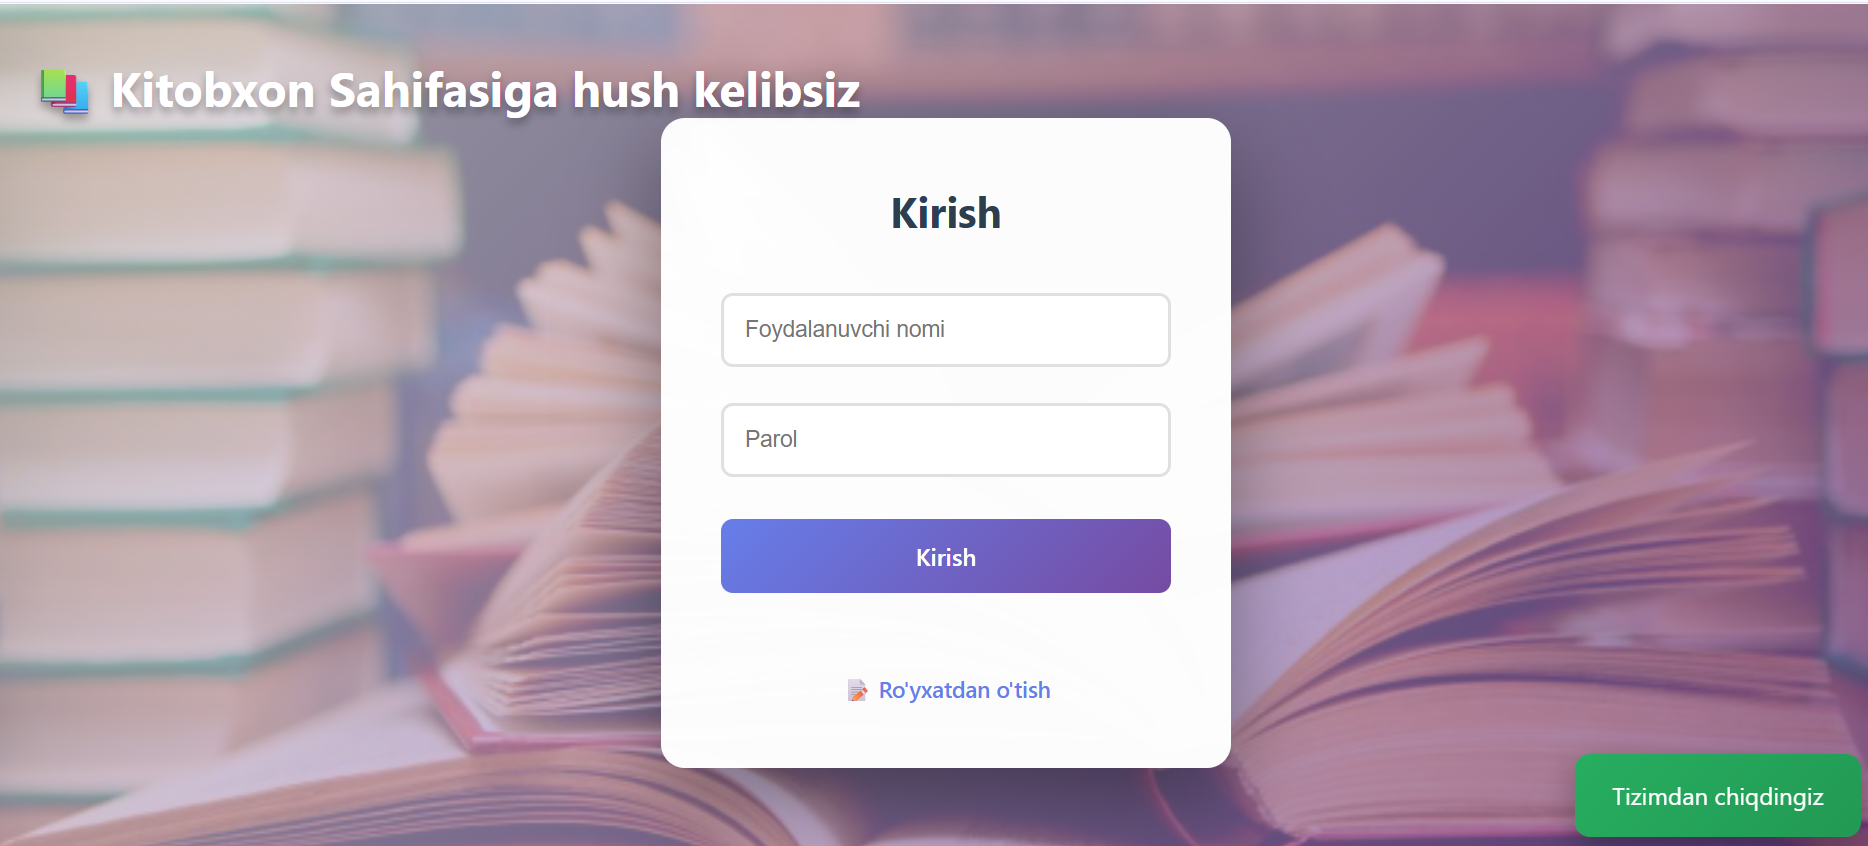 Kitobxon Sahifasiga hush kelibsiz
Kirish
Foydalanuvchi nomi
Parol
Kirish
Ro'yxatdan o'tish
Tizimdan chiqdingiz